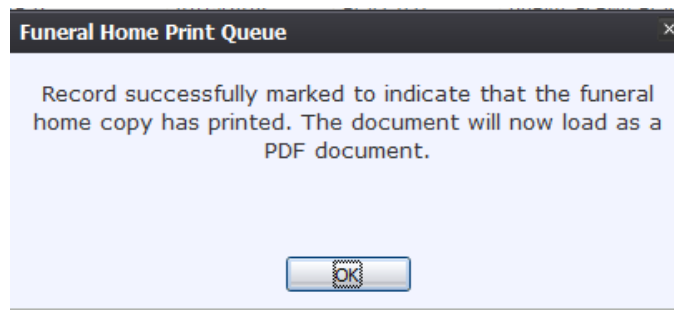 Funeral Home Print Queue
Record successfully marked to indicate that the funeral
home copy has printed. The document will now load as a
PDF document.
OK